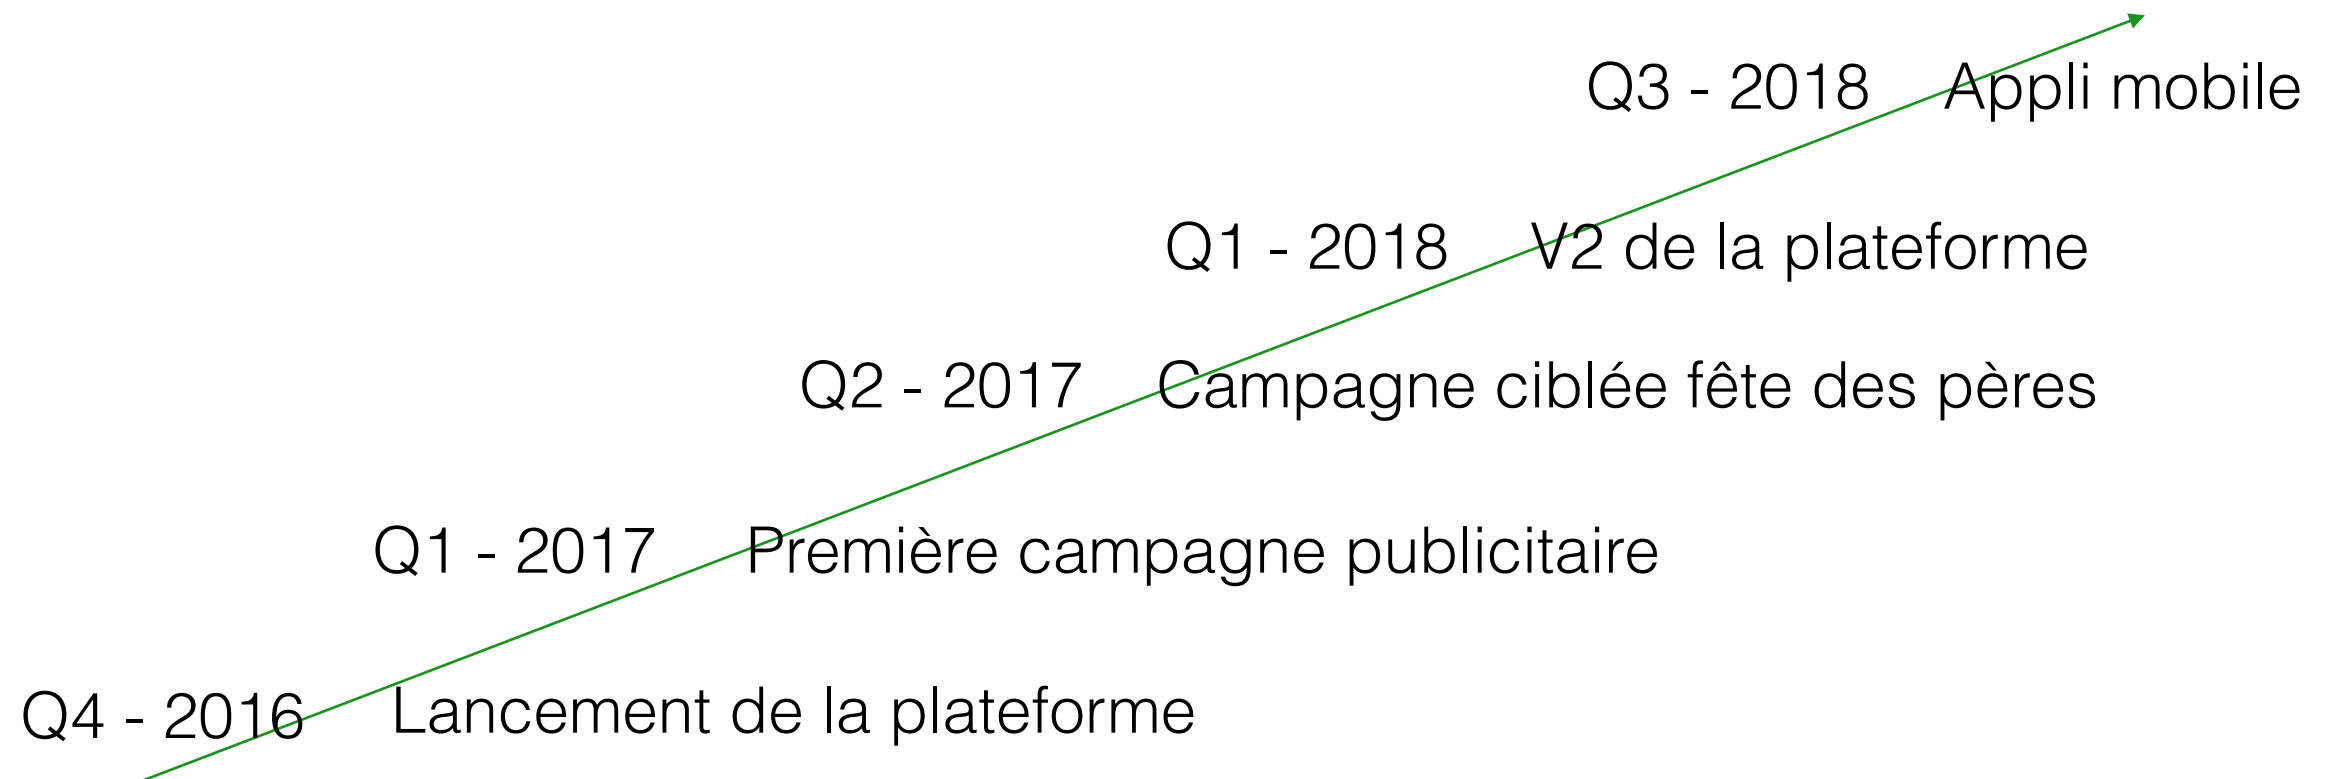 Q3 - 2018 Appli mobile
Q1 - 2018 V2 de la plateforme
Q2 - 2017 Campagne ciblée fête des pères
Q1 - 2017 Première campagne publicitaire
Q4 - 2016 Lancement de la plateforme